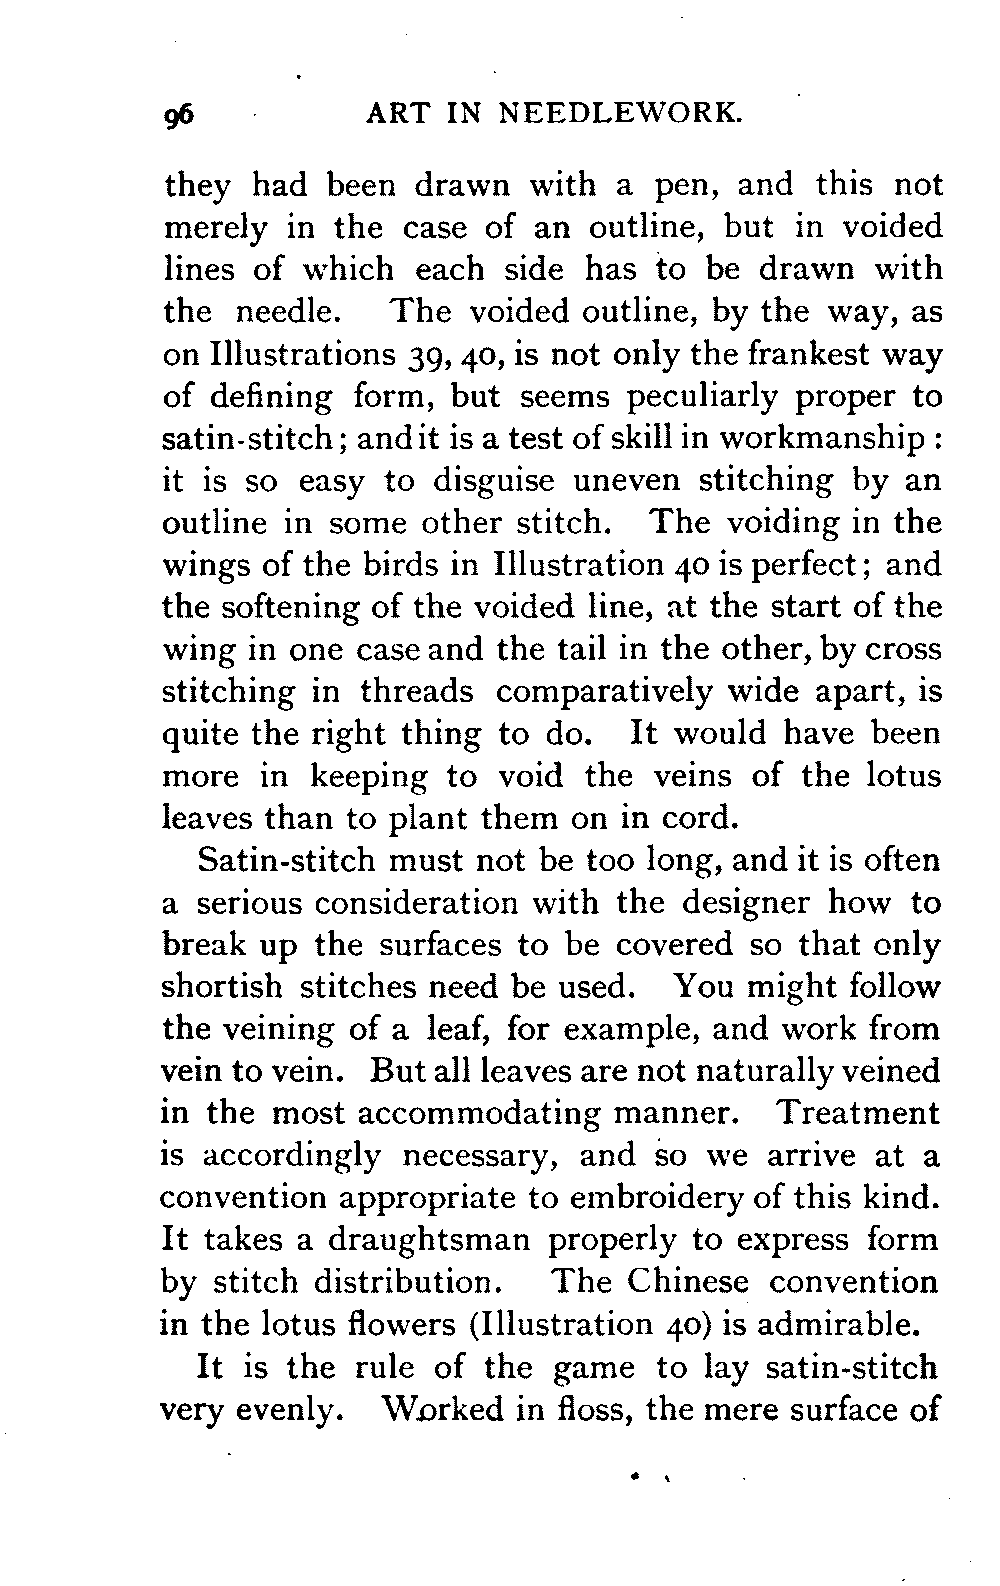 96 ART IN NEEDLEWORK.
they had been drawn with a pen, and this not
merely in the case of an outline, but in voided
lines of which each side has to be drawn with
the needle. The voided outline, by the way, as
on Illustrations 39, 40, is not only the frankest way
of defining form, but seems peculiarly proper to
satin-stitch; and it is a test of skill in workmanship :
it is so easy to disguise uneven stitching by an
outline in some other stitch. The voiding in the
wings of the birds in Illustration 40 is perfect; and
the softening of the voided line, at the start of the
wing in one case and the tail in the other, by cross
stitching in threads comparatively wide apart, is
quite the right thing to do. It would have been
more in keeping to void the veins of the lotus
leaves than to plant them on in cord.
Satin-stitch must not be too long, and it is often
a serious consideration with the designer how to
break up the surfaces to be covered so that only
shortish stitches need be used. You might follow
the veining of a leaf, for example, and work from
vein to vein. But all leaves are not naturally veined
in the most accommodating manner. Treatment
is accordingly necessary, and so we arrive at a
convention appropriate to embroidery of this kind.
It takes a draughtsman properly to express form
by stitch distribution. The Chinese convention
in the lotus flowers (Illustration 40) is admirable.
It is the rule of the game to lay satin-stitch
very evenly. Worked in floss, the mere surface of